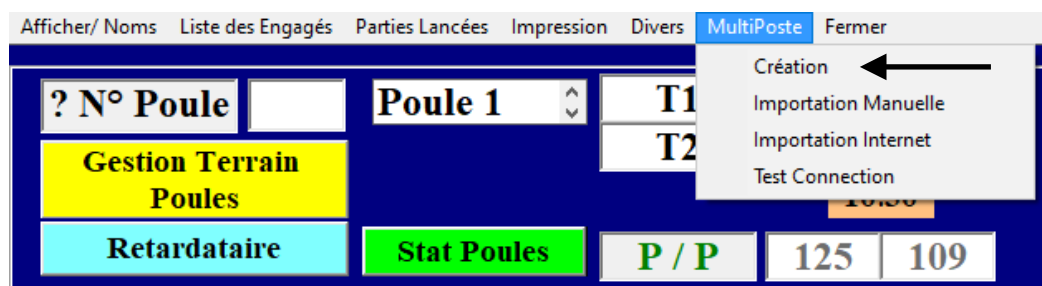 Afficher/ Noms Liste des Engagés Parties Lancées Impression Divers MultiPoste Fermer
Création
? N° Poule Poule 1 T1
Importation Manuelle
Importation Internet
T2
Gestion Terrain
Poules
Test Connection
Retardataire Stat Poules P / P 125 109